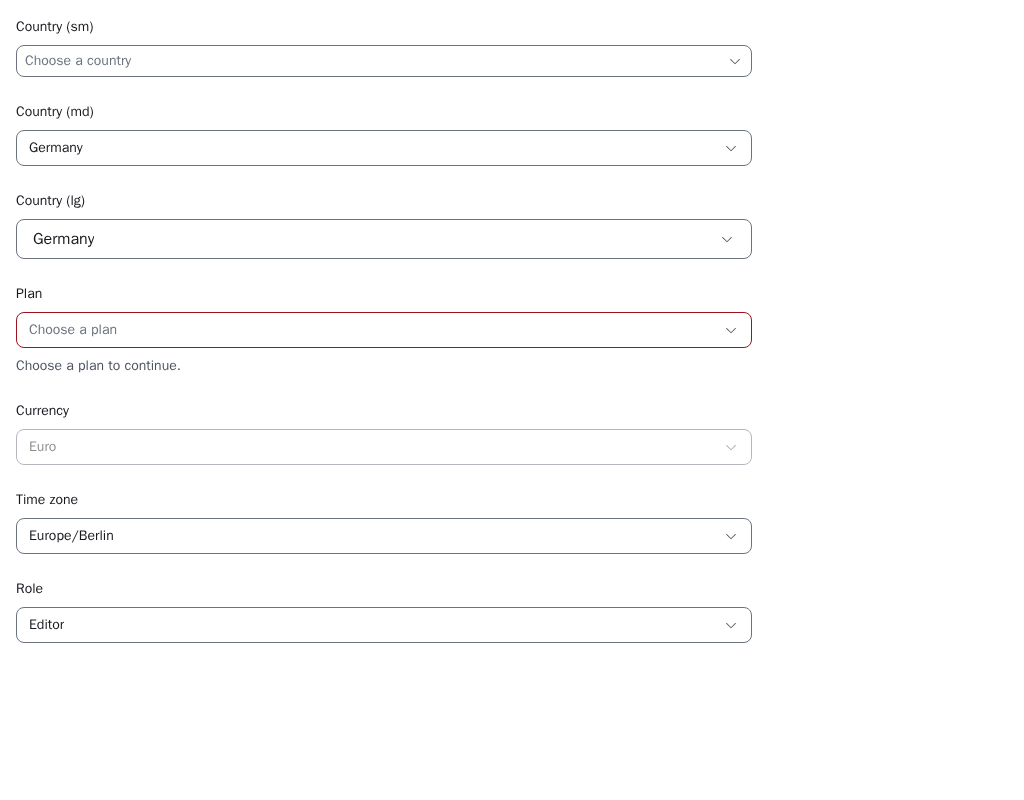 Country (sm)
Choose a country
Country (md)
Germany
Country (lg)
Germany
Plan
Choose a plan
Choose a plan to continue.
Currency
Euro
Time zone
Europe/Berlin
Role
Editor